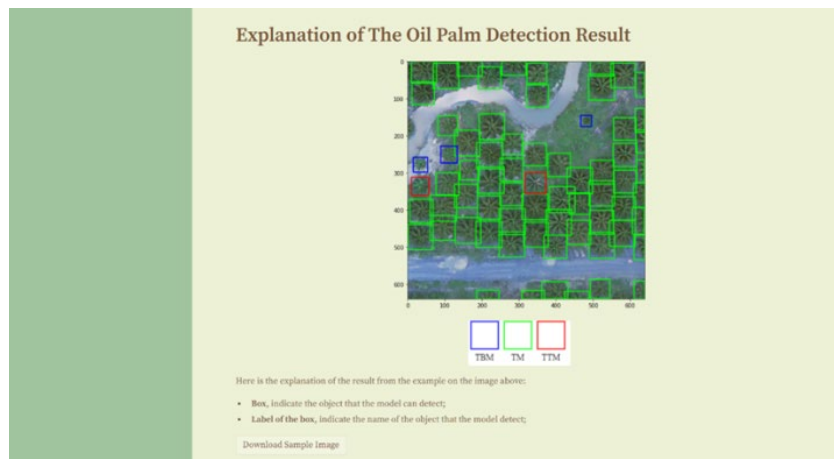 Explanation of The Oil Palm Detection Result
0
100
200
300
400
500
600
0 100 200 300 400 500 600
TBM TM TTM
Here is the explanation of the result from the example on the image above:
• Box, indicate the object that the model can detect;
• Label of the box, indicate the name of the object that the model detect;
Download Sample Image